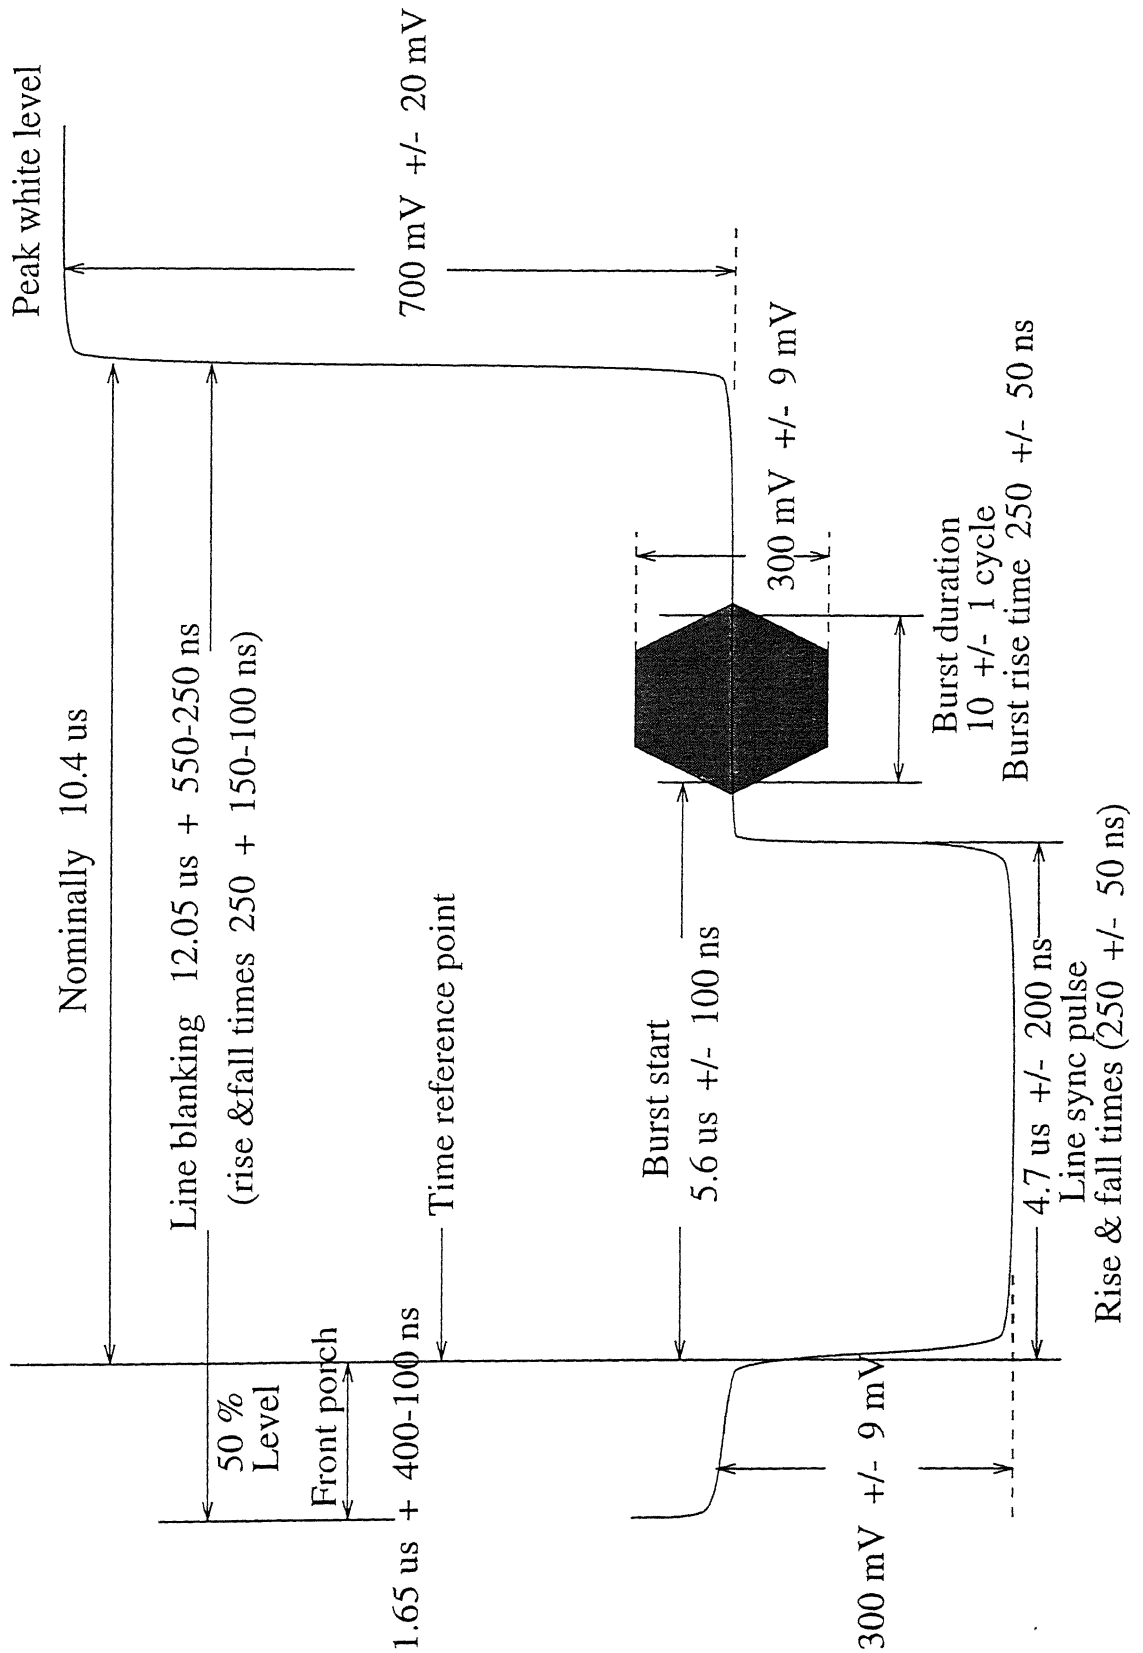 Peak white level
Nominally 10.4 us
Line blanking 12.05 us + 550-250 ns
(rise &fall times 250 + 150-100 ns)
50 %
Level
Front porch
1.65 us + 400-100 ns
Time reference point
700 mV +/- 20 mV
Burst start
5.6 us +/- 100 ns
300 mV +/- 9 mV
300 mV +/- 9 mV
Burst duration
10 +/- 1 cycle
Burst rise time 250 +/- 50 ns
4.7 us +/- 200 ns
Line sync pulse
Rise & fall times (250 +/- 50 ns)